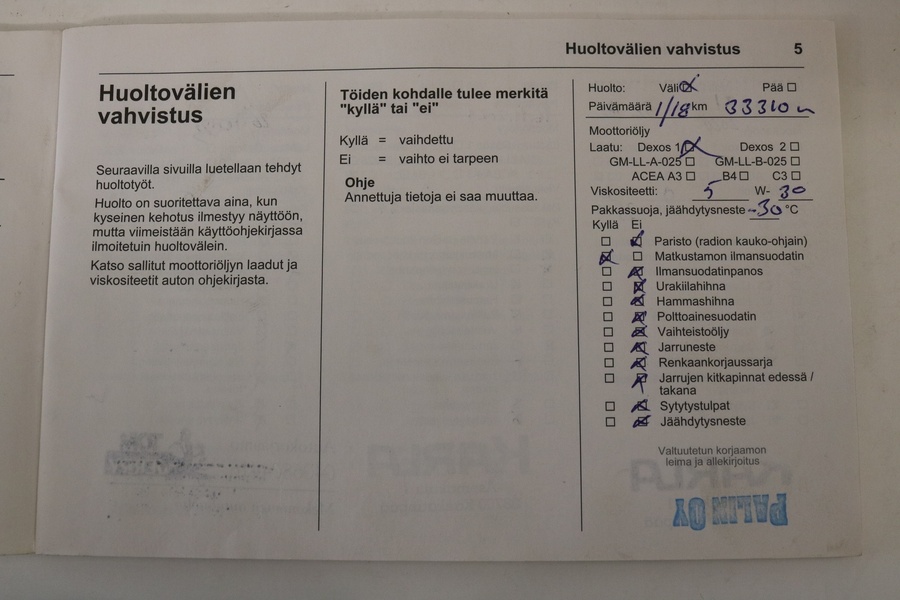 Huoltovälien vahvistus 5
Huoltovälien
vahvistus
Seuraavilla sivuilla luetellaan tehdyt
huoltotyöt.
Huolto on suoritettava aina, kun
kyseinen kehotus ilmestyy näyttöön,
mutta viimeistään käyttöohjekirjassa
ilmoitetuin huoltovälein.
Katso sallitut moottoriöljyn laadut ja
viskositeetit auton ohjekirjasta.
Töiden kohdalle tulee merkitä
"kyllä" tai "ei"
Kyllä = vaihdettu
Ei = vaihto ei tarpeen
Ohje
Annettuja tietoja ei saa muuttaa.
Huolto: Väli Pää
Päivämäärä 1/18 km 33310
Moottoriöljy
Laatu: Dexos 1 Dexos 2
GM-LL-A-025 GM-LL-B-025
ACEA A3 B4 C3
Viskositeetti: 5 W- 30
Pakkassuoja, jäähdytysneste -30 °C
Kyllä Ei
Paristo (radion kauko-ohjain)
Matkustamon ilmansuodatin
Ilmansuodatinpanos
Urakiilahihna
Hammashihna
Polttoainesuodatin
Vaihteistoöljy
Jarruneste
Renkaankorjaussarja
Jarrujen kitkapinnat edessä /
takana
Sytytystulpat
Jäähdytysneste
Valtuutetun korjaamon
leima ja allekirjoitus
PALIN OY